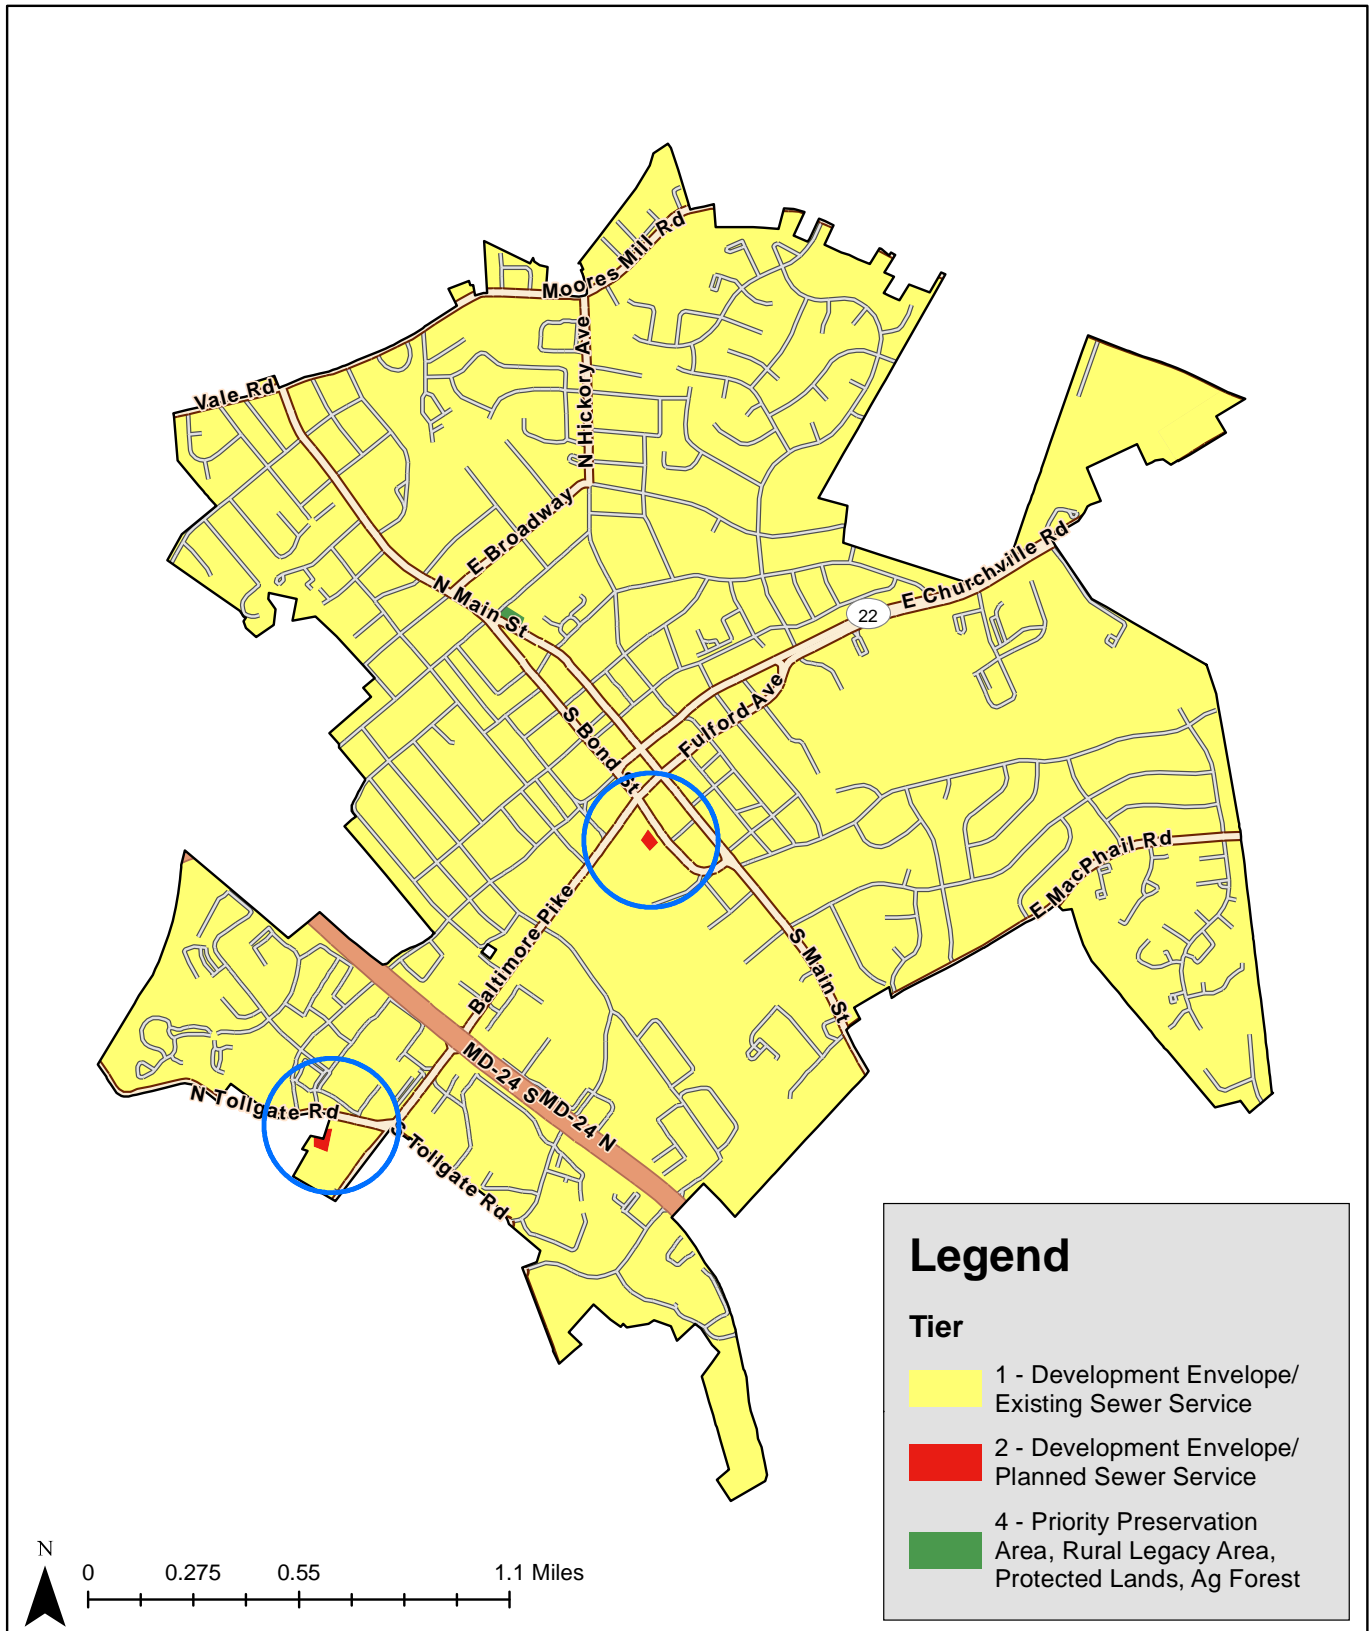 Moores Mill Rd
N Hickory Ave
Vale Rd
E Broadway
N Main St
E Churchville Rd
22
Fulford Ave
S Bond St
E MacPhail Rd
Baltimore Pike
S Main St
MD-24 S
MD-24 N
N Tollgate Rd
S Tollgate Rd
Legend
Tier
1 - Development Envelope/
Existing Sewer Service
2 - Development Envelope/
Planned Sewer Service
4 - Priority Preservation
Area, Rural Legacy Area,
Protected Lands, Ag Forest
N
0 0.275 0.55 1.1 Miles